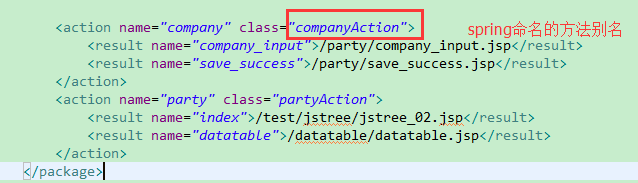 <action name="company" class="companyAction"> spring命名的方法别名
<result name="company_input">/party/company_input.jsp</result>
<result name="save_success">/party/save_success.jsp</result>
</action>
<action name="party" class="partyAction">
<result name="index">/test/jstree/jstree_02.jsp</result>
<result name="datatable">/datatable/datatable.jsp</result>
</action>
</package>